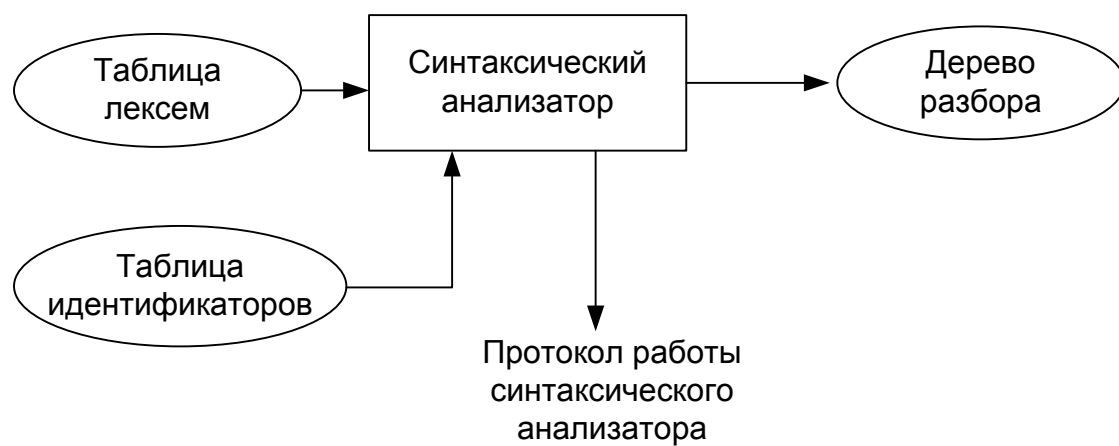 Таблица
лексем
Синтаксический
анализатор
Дерево
разбора
Таблица
идентификаторов
Протокол работы
синтаксического
анализатора